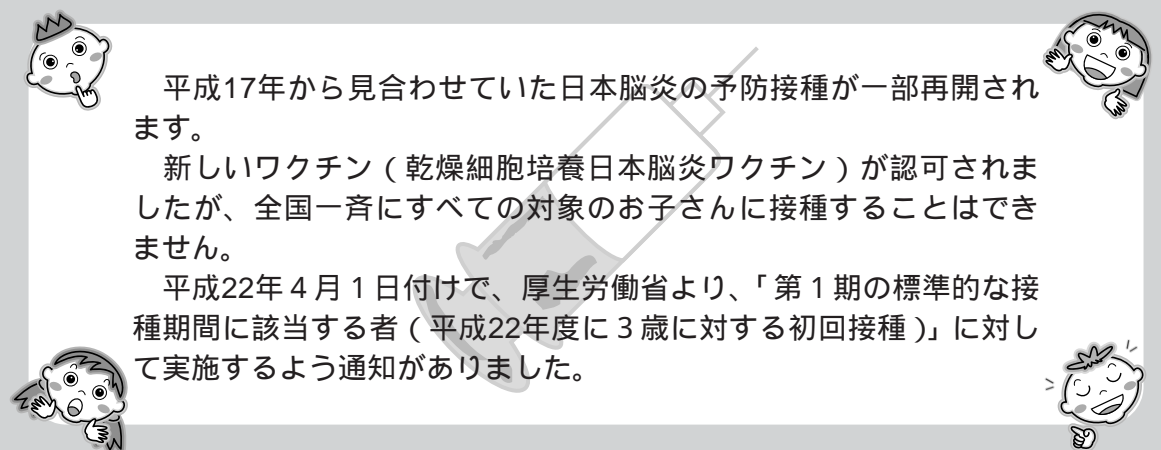 平成17年から見合わせていた日本脳炎の予防接種が一部再開され
ます。
　新しいワクチン（乾燥細胞培養日本脳炎ワクチン）が認可されま
したが、全国一斉にすべての対象のお子さんに接種することはでき
ません。
　平成22年４月１日付けで、厚生労働省より、「第１期の標準的な接
種期間に該当する者（平成22年度に３歳に対する初回接種）」に対し
て実施するよう通知がありました。